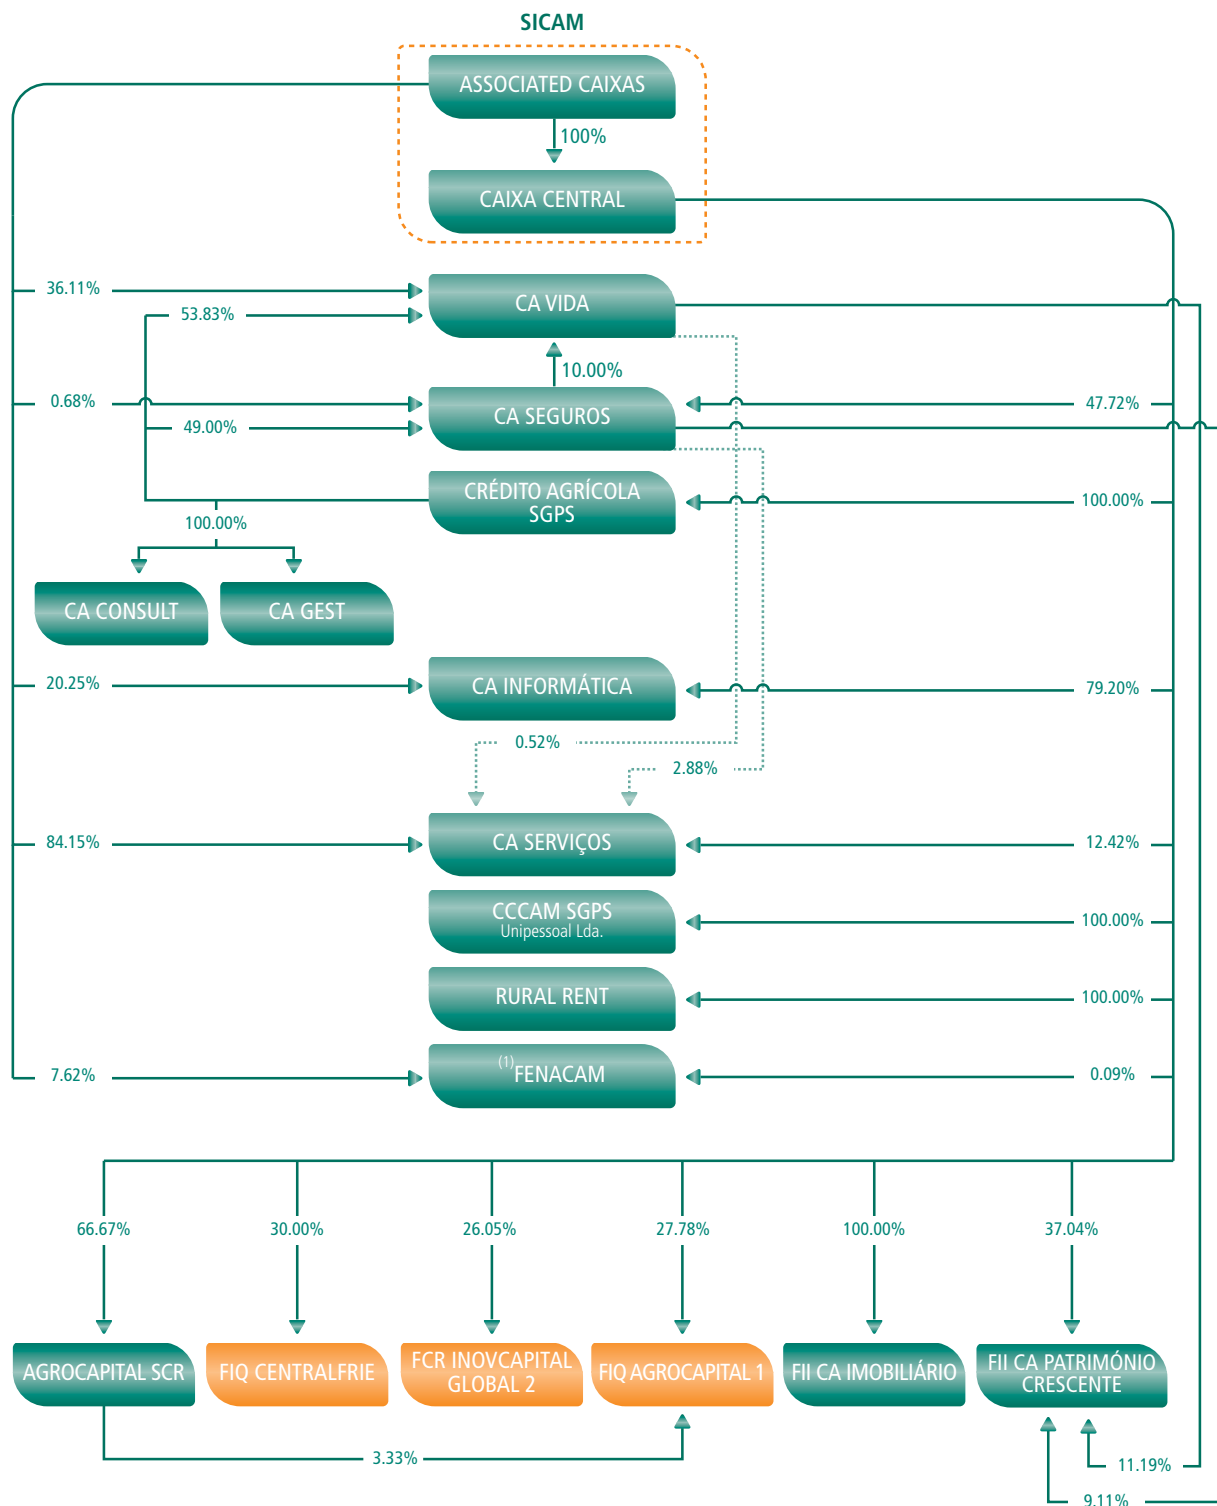 SICAM
ASSOCIATED CAIXAS
100%
CAIXA CENTRAL
36.11%
CA VIDA
53.83%
10.00%
0.68%
CA SEGUROS
47.72%
49.00%
CRÉDITO AGRÍCOLA
SGPS
100.00%
100.00%
CA CONSULT
CA GEST
20.25%
CA INFORMÁTICA
79.20%
0.52%
2.88%
84.15%
CA SERVIÇOS
12.42%
CCCAM SGPS
Unipessoal Lda.
100.00%
RURAL RENT
100.00%
7.62%
(1) FENACAM
0.09%
66.67%
30.00%
26.05%
27.78%
100.00%
37.04%
AGROCAPITAL SCR
FIQ CENTRALFRIE
FCR INOVCAPITAL
GLOBAL 2
FIQ AGROCAPITAL 1
FII CA IMOBILIÁRIO
FII CA PATRIMÓNIO
CRESCENTE
3.33%
11.19%
9.11%